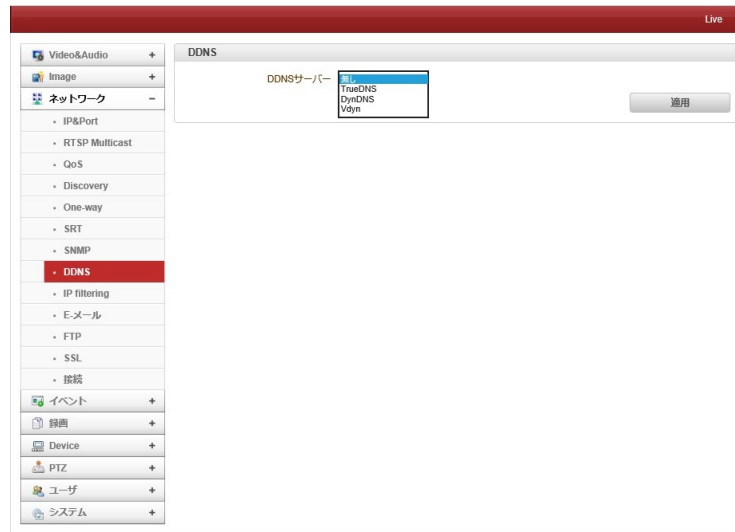 Live
Video&Audio +
Image +
ネットワーク -
・ IP&Port
・ RTSP Multicast
・ QoS
・ Discovery
・ One-way
・ SRT
・ SNMP
・ DDNS
・ IP filtering
・ E-メール
・ FTP
・ SSL
・ 接続
イベント +
録画 +
Device +
PTZ +
ユーザ +
システム +
DDNS
DDNSサーバー 無し
TrueDNS
DynDNS
Vdyn
適用